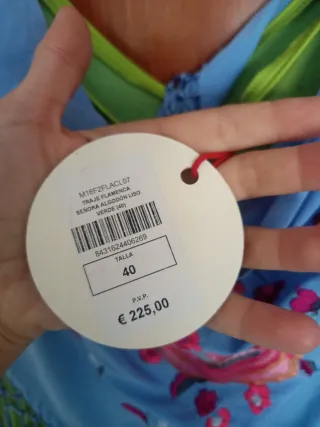 M16F2FLACL07
TRAJE FLAMENCA
SEÑORA ALGODÓN LISO
VERDE (40)
8431624406269
TALLA
40
P.V.P.
€ 225,00